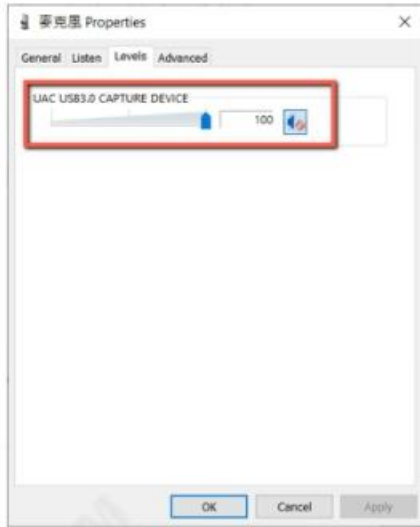 麥克風 Properties
General Listen Levels Advanced
UAC USB3.0 CAPTURE DEVICE
100
OK Cancel Apply